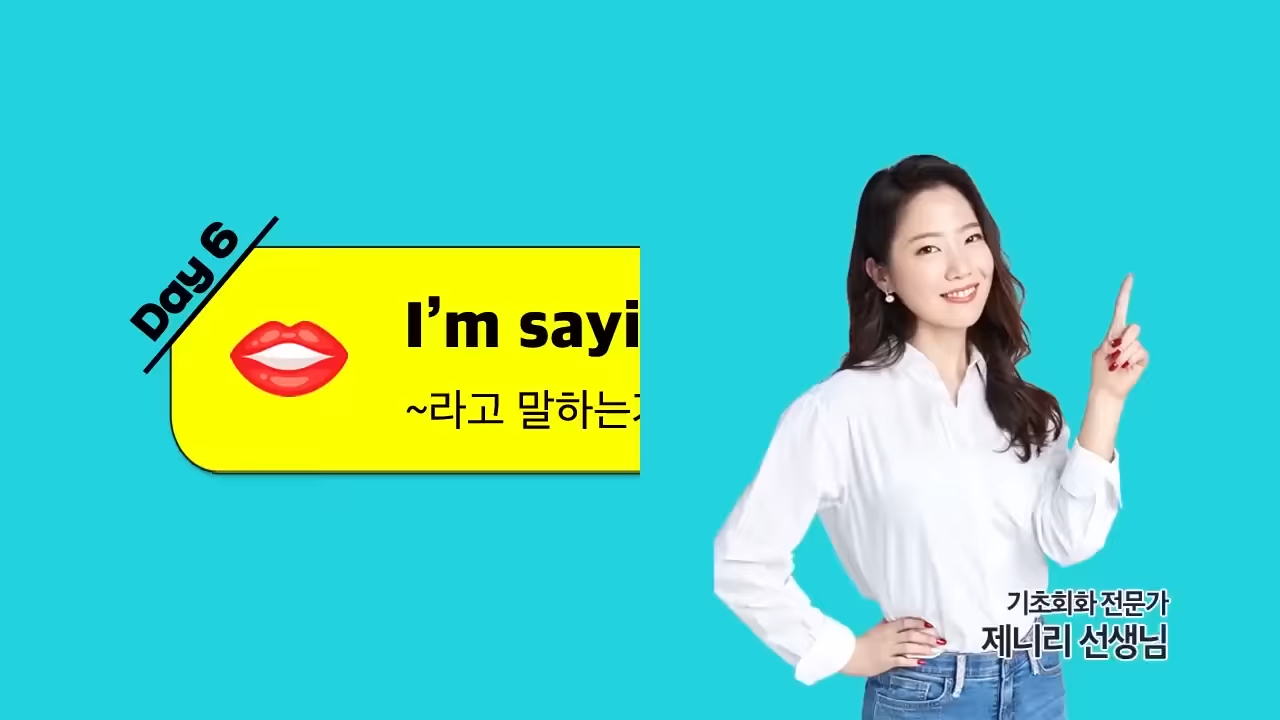 Day 6
I’m sayi
~라고 말하는
기초회화 전문가
제니리 선생님